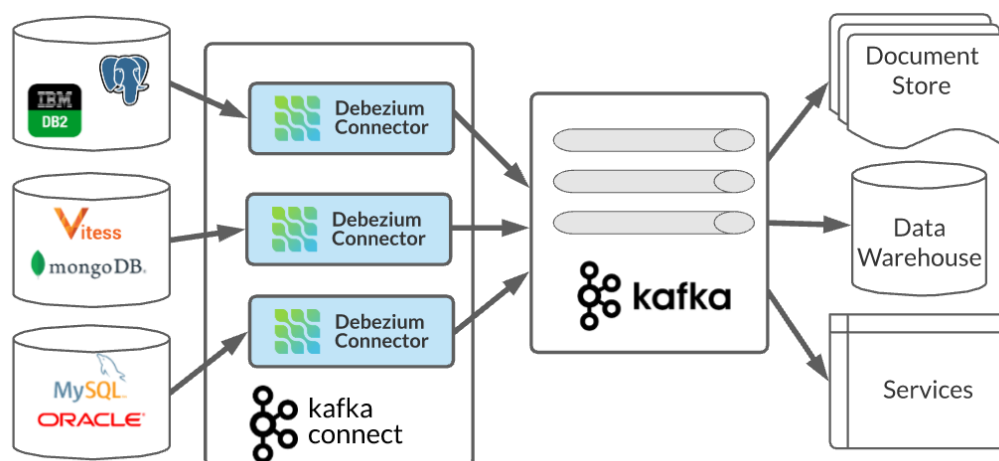 IBM
DB2
Vitess
mongoDB.
MySQL
ORACLE
Debezium
Connector
Debezium
Connector
Debezium
Connector
kafka
connect
kafka
Document
Store
Data
Warehouse
Services